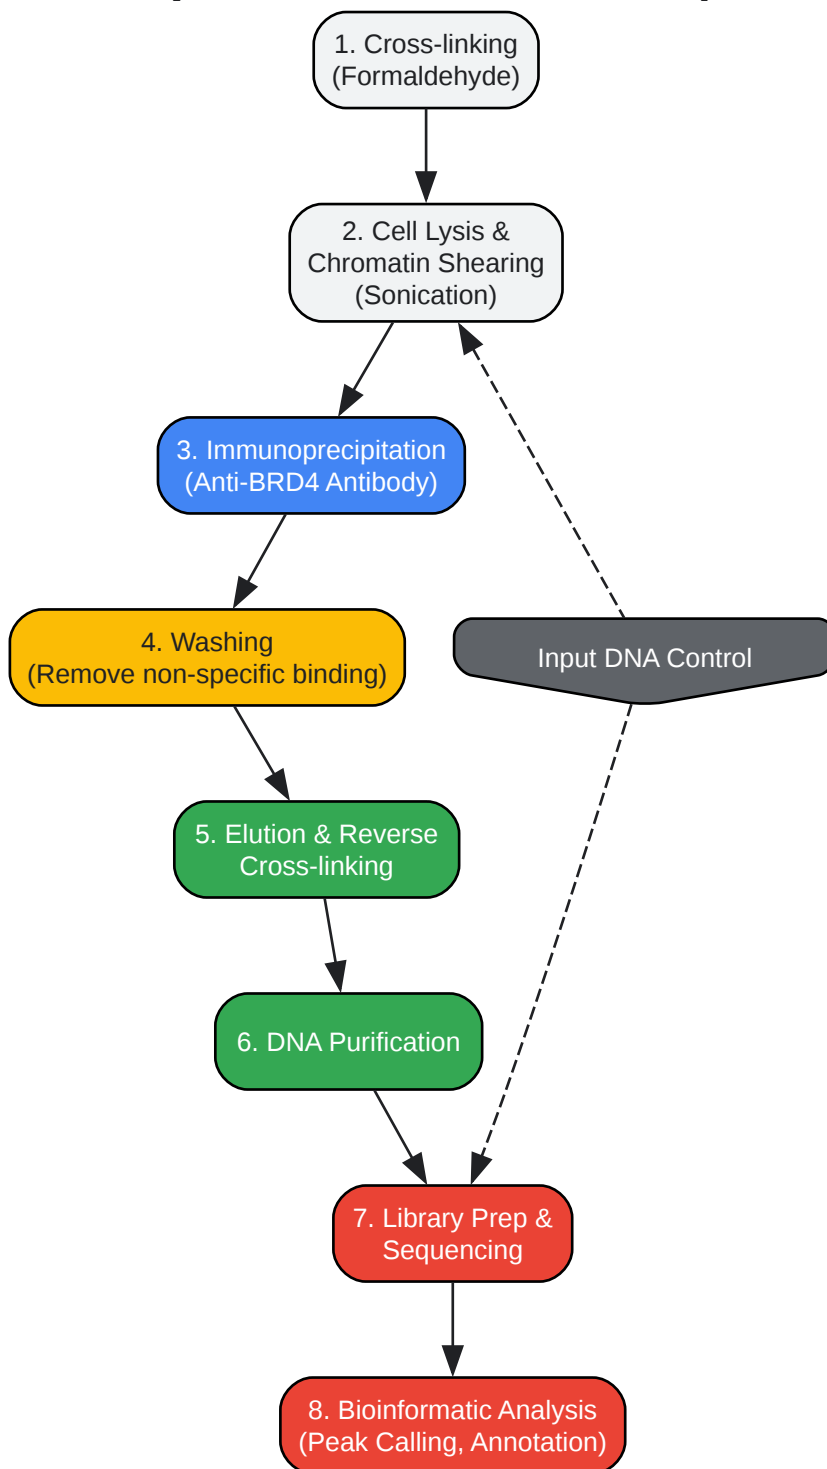 1. Cross-linking
(Formaldehyde)
2. Cell Lysis &
Chromatin Shearing
(Sonication)
3. Immunoprecipitation
(Anti-BRD4 Antibody)
4. Washing
(Remove non-specific binding)
Input DNA Control
5. Elution & Reverse
Cross-linking
6. DNA Purification
7. Library Prep &
Sequencing
8. Bioinformatic Analysis
(Peak Calling, Annotation)